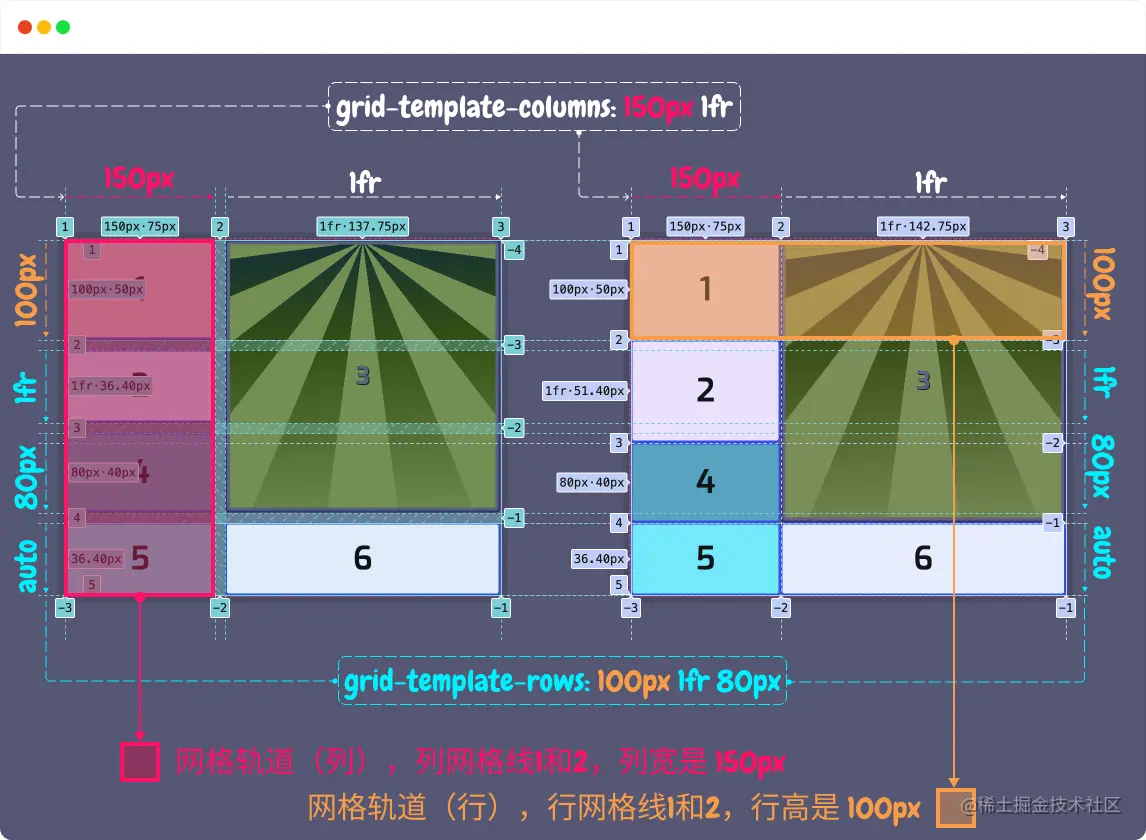 grid-template-columns: 150px 1fr
150px 1fr 150px 1fr
1 150px·75px 2 1fr·137.75px 3 1 150px·75px 2 1fr·142.75px 3
1 -4 1 -4
100px 100px·50px 1 100px·50px 1 100px
2 -3 2 -3
3 3
1fr 1fr·36.40px 1fr·51.40px 2 1fr
3 -2 3 -2
80px 80px·40px 4 80px·40px 4 80px
4 -1 4 -1
auto 36.40px 5 6 36.40px 5 6 auto
5 5
-3 -2 -1 -3 -2 -1
grid-template-rows: 100px 1fr 80px
网格轨道（列），列网格线1和2，列宽是 150px
网格轨道（行），行网格线1和2，行高是 100px
@稀土掘金技术社区